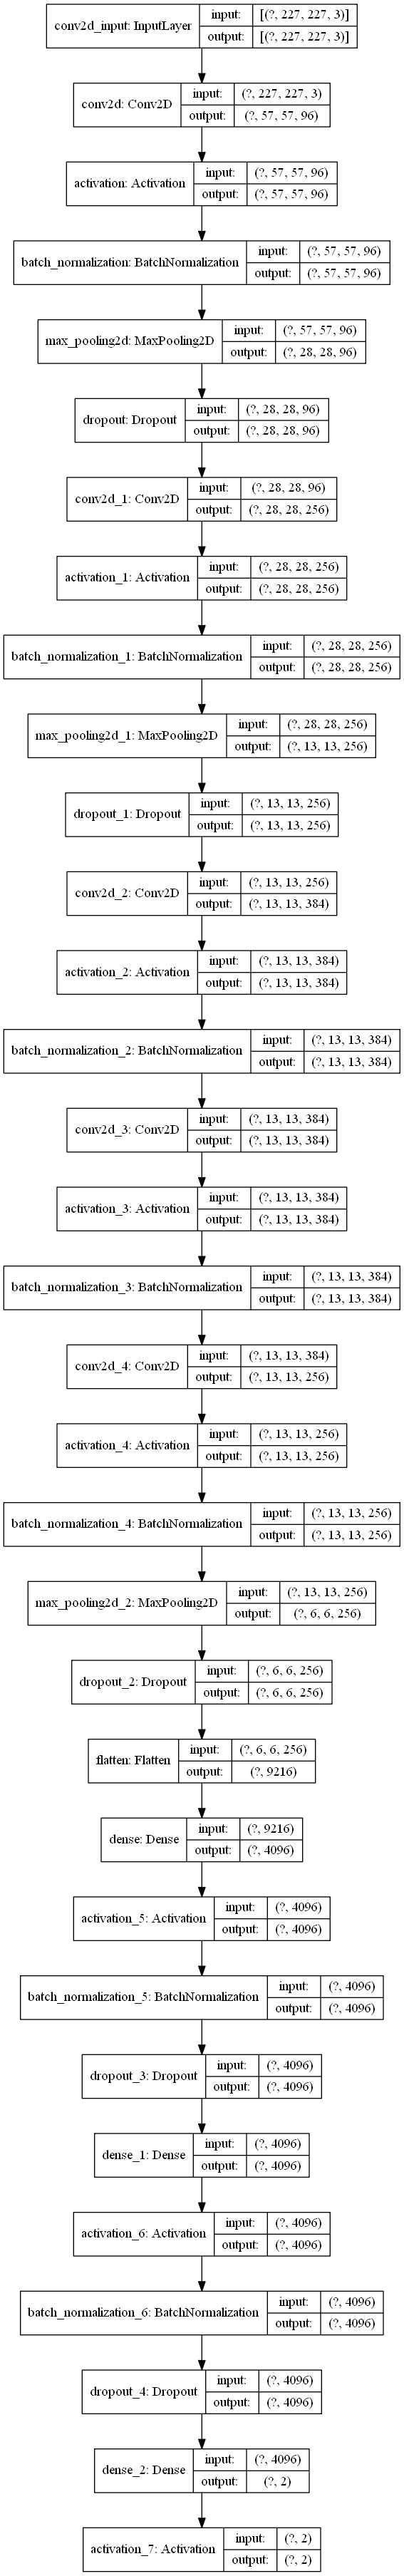 conv2d_input: InputLayer
input: [(?, 227, 227, 3)]
output: [(?, 227, 227, 3)]
conv2d: Conv2D
input: (?, 227, 227, 3)
output: (?, 57, 57, 96)
activation: Activation
input: (?, 57, 57, 96)
output: (?, 57, 57, 96)
batch_normalization: BatchNormalization
input: (?, 57, 57, 96)
output: (?, 57, 57, 96)
max_pooling2d: MaxPooling2D
input: (?, 57, 57, 96)
output: (?, 28, 28, 96)
dropout: Dropout
input: (?, 28, 28, 96)
output: (?, 28, 28, 96)
conv2d_1: Conv2D
input: (?, 28, 28, 96)
output: (?, 28, 28, 256)
activation_1: Activation
input: (?, 28, 28, 256)
output: (?, 28, 28, 256)
batch_normalization_1: BatchNormalization
input: (?, 28, 28, 256)
output: (?, 28, 28, 256)
max_pooling2d_1: MaxPooling2D
input: (?, 28, 28, 256)
output: (?, 13, 13, 256)
dropout_1: Dropout
input: (?, 13, 13, 256)
output: (?, 13, 13, 256)
conv2d_2: Conv2D
input: (?, 13, 13, 256)
output: (?, 13, 13, 384)
activation_2: Activation
input: (?, 13, 13, 384)
output: (?, 13, 13, 384)
batch_normalization_2: BatchNormalization
input: (?, 13, 13, 384)
output: (?, 13, 13, 384)
conv2d_3: Conv2D
input: (?, 13, 13, 384)
output: (?, 13, 13, 384)
activation_3: Activation
input: (?, 13, 13, 384)
output: (?, 13, 13, 384)
batch_normalization_3: BatchNormalization
input: (?, 13, 13, 384)
output: (?, 13, 13, 384)
conv2d_4: Conv2D
input: (?, 13, 13, 384)
output: (?, 13, 13, 256)
activation_4: Activation
input: (?, 13, 13, 256)
output: (?, 13, 13, 256)
batch_normalization_4: BatchNormalization
input: (?, 13, 13, 256)
output: (?, 13, 13, 256)
max_pooling2d_2: MaxPooling2D
input: (?, 13, 13, 256)
output: (?, 6, 6, 256)
dropout_2: Dropout
input: (?, 6, 6, 256)
output: (?, 6, 6, 256)
flatten: Flatten
input: (?, 6, 6, 256)
output: (?, 9216)
dense: Dense
input: (?, 9216)
output: (?, 4096)
activation_5: Activation
input: (?, 4096)
output: (?, 4096)
batch_normalization_5: BatchNormalization
input: (?, 4096)
output: (?, 4096)
dropout_3: Dropout
input: (?, 4096)
output: (?, 4096)
dense_1: Dense
input: (?, 4096)
output: (?, 4096)
activation_6: Activation
input: (?, 4096)
output: (?, 4096)
batch_normalization_6: BatchNormalization
input: (?, 4096)
output: (?, 4096)
dropout_4: Dropout
input: (?, 4096)
output: (?, 4096)
dense_2: Dense
input: (?, 4096)
output: (?, 2)
activation_7: Activation
input: (?, 2)
output: (?, 2)